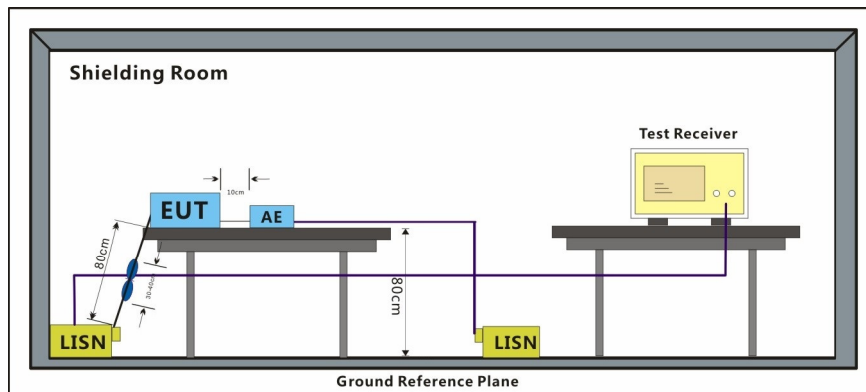 Shielding Room
Test Receiver
10cm
EUT
AE
80cm
30-40cm
80cm
LISN
LISN
Ground Reference Plane